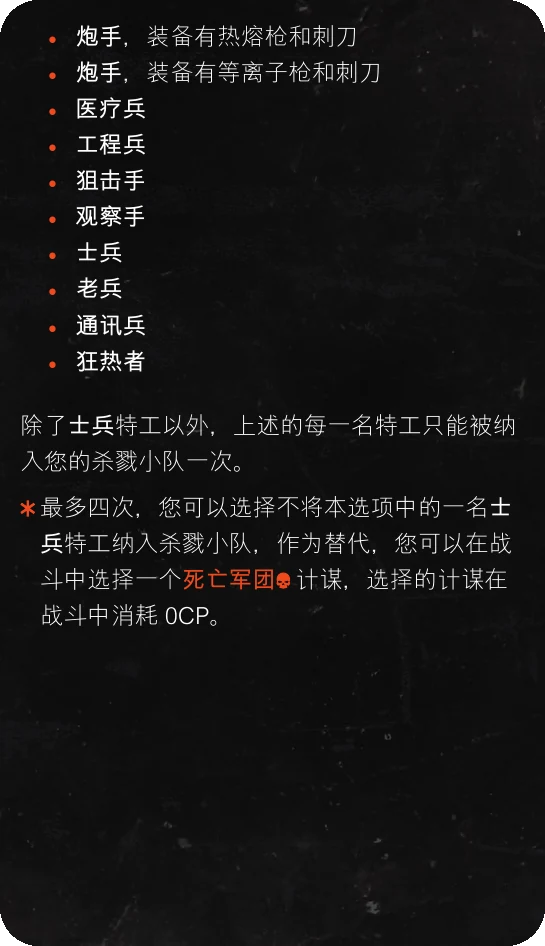 • 炮手，装备有热熔枪和刺刀
• 炮手，装备有等离子枪和刺刀
• 医疗兵
• 工程兵
• 狙击手
• 观察手
• 士兵
• 老兵
• 通讯兵
• 狂热者
除了士兵特工以外，上述的每一名特工只能被纳
入您的杀戮小队一次。
* 最多四次，您可以选择不将本选项中的一名士
兵特工纳入杀戮小队，作为替代，您可以在战
斗中选择一个死亡军团💀计谋，选择的计谋在
战斗中消耗 0CP。